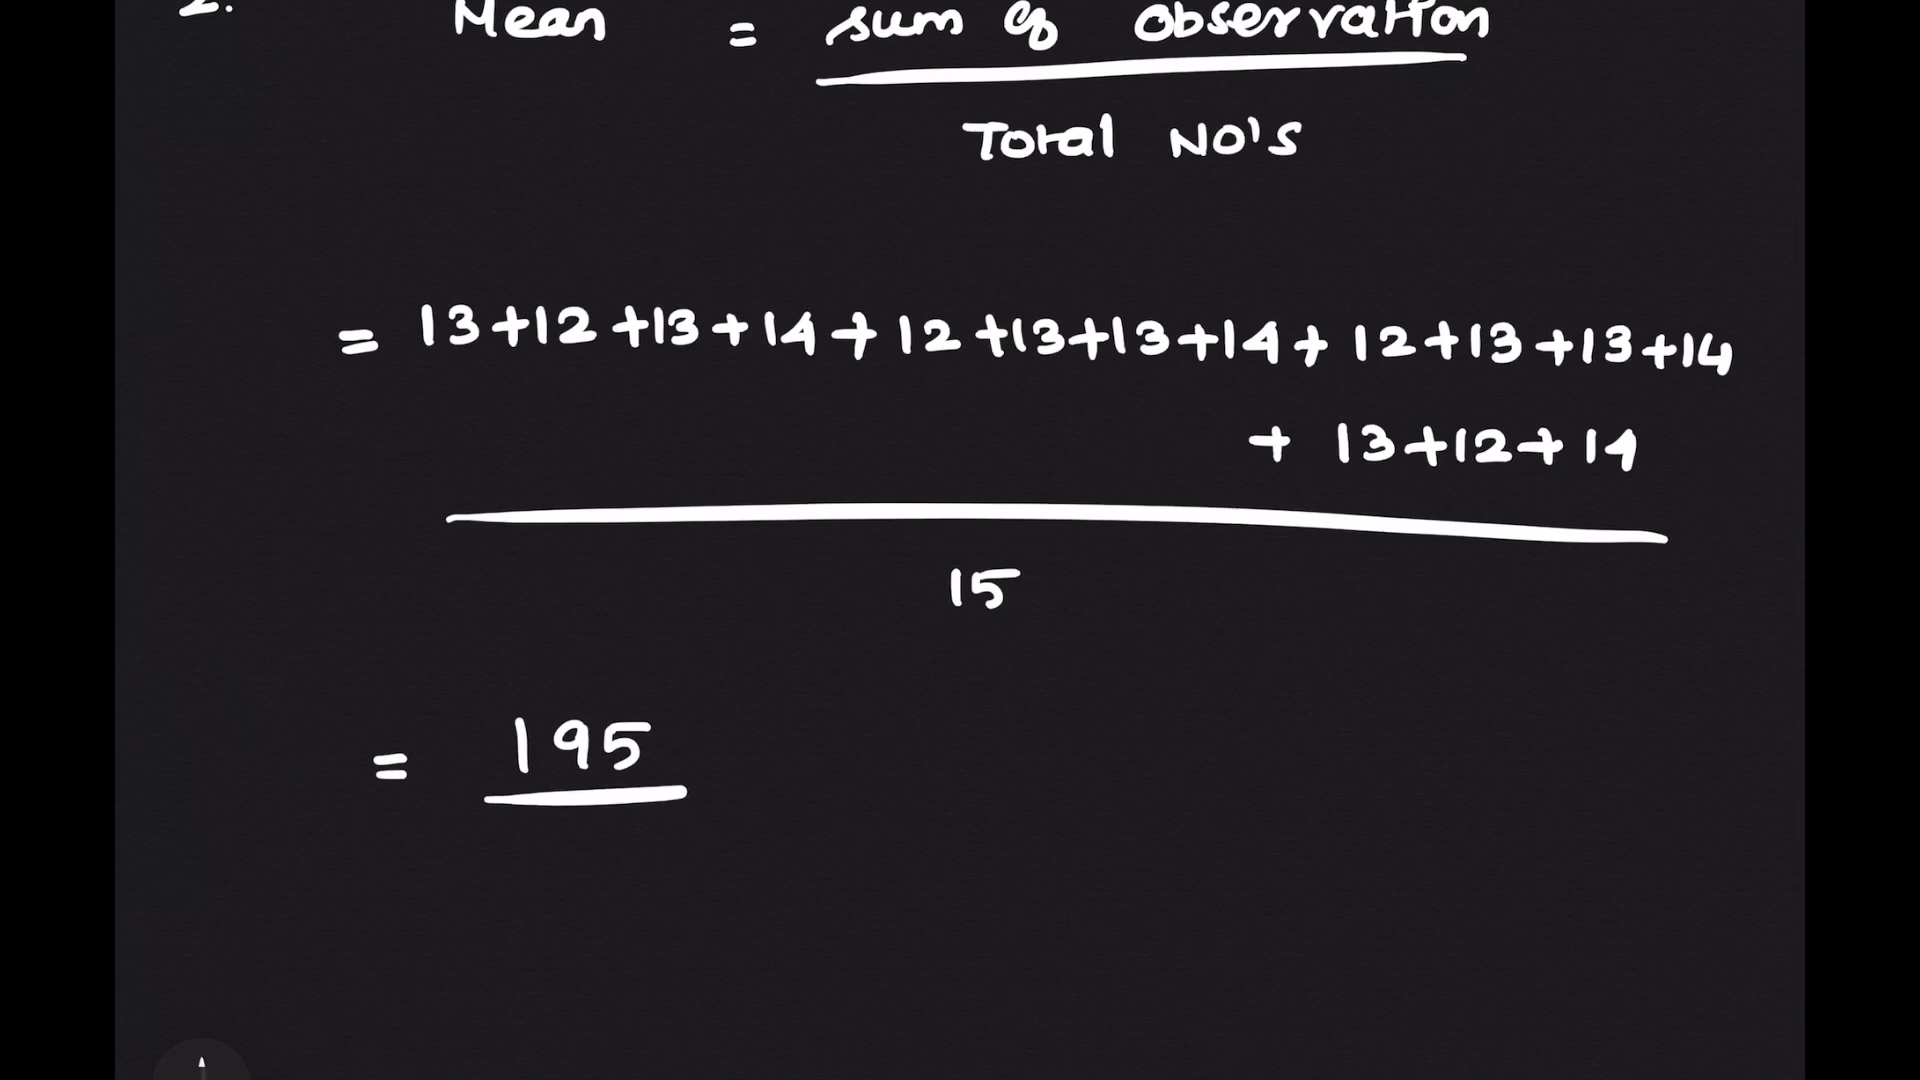 2. Mean = sum of observation
Total NO's
= 13+12+13+14+12+13+13+14+12+13+13+14
+ 13+12+14
15
= 195